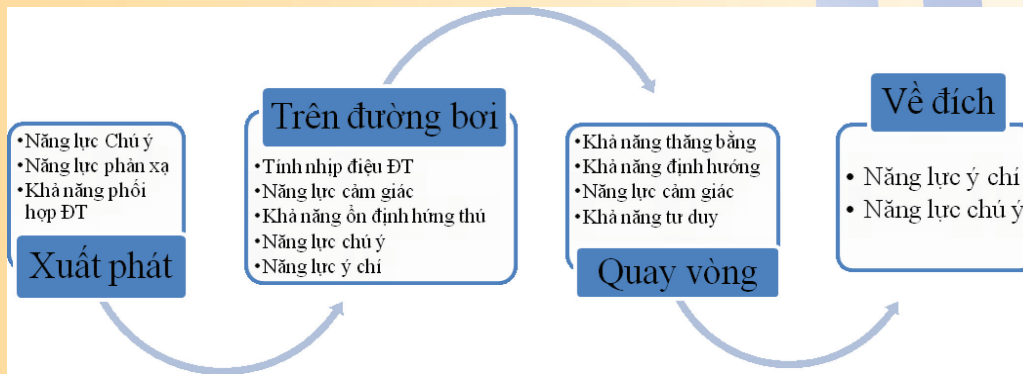 •Năng lực Chú ý
•Năng lực phản xạ
•Khả năng phối
hợp ĐT
Xuất phát
Trên đường bơi
•Tính nhịp điệu ĐT
•Năng lực cảm giác
•Khả năng ổn định hứng thú
•Năng lực chú ý
•Năng lực ý chí
•Khả năng thăng bằng
•Khả năng định hướng
•Năng lực cảm giác
•Khả năng tư duy
Quay vòng
Về đích
• Năng lực ý chí
• Năng lực chú ý